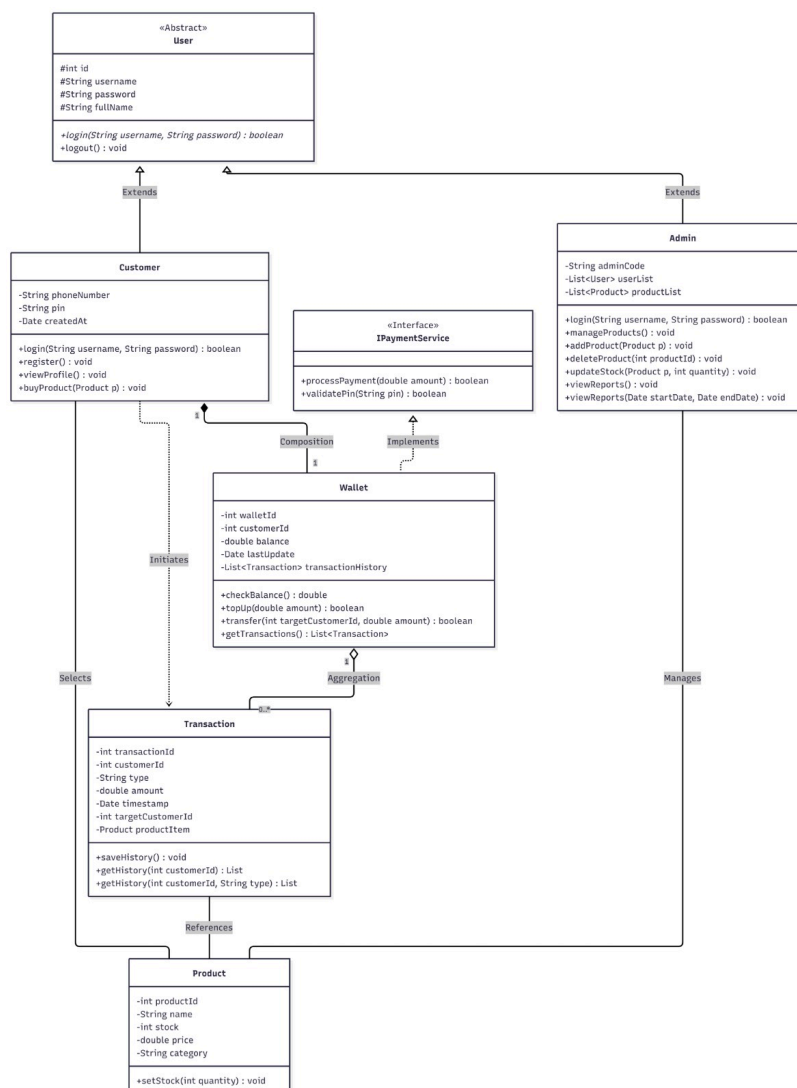 «Abstract»
User
#int id
#String username
#String password
#String fullName
+login(String username, String password) : boolean
+logout() : void
Extends
Extends
Customer
-String phoneNumber
-String pin
-Date createdAt
+login(String username, String password) : boolean
+register() : void
+viewProfile() : void
+buyProduct(Product p) : void
Admin
-String adminCode
-List<User> userList
-List<Product> productList
+login(String username, String password) : boolean
+manageProducts() : void
+addProduct(Product p) : void
+deleteProduct(int productId) : void
+updateStock(Product p, int quantity) : void
+viewReports() : void
+viewReports(Date startDate, Date endDate) : void
«Interface»
IPaymentService
+processPayment(double amount) : boolean
+validatePin(String pin) : boolean
1
Composition
Implements
1
Wallet
-int walletId
-int customerId
-double balance
-Date lastUpdate
-List<Transaction> transactionHistory
+checkBalance() : double
+topUp(double amount) : boolean
+transfer(int targetCustomerId, double amount) : boolean
+getTransactions() : List<Transaction>
Initiates
1
Selects
Aggregation
Manages
0..*
Transaction
-int transactionId
-int customerId
-String type
-double amount
-Date timestamp
-int targetCustomerId
-Product productItem
+saveHistory() : void
+getHistory(int customerId) : List
+getHistory(int customerId, String type) : List
References
Product
-int productId
-String name
-int stock
-double price
-String category
+setStock(int quantity) : void